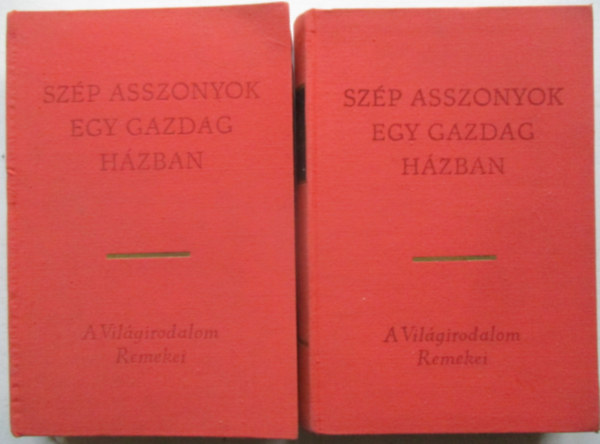 SZÉP ASSZONYOK
EGY GAZDAG
HÁZBAN
A Világirodalom
Remekei
SZÉP ASSZONYOK
EGY GAZDAG
HÁZBAN
A Világirodalom
Remekei